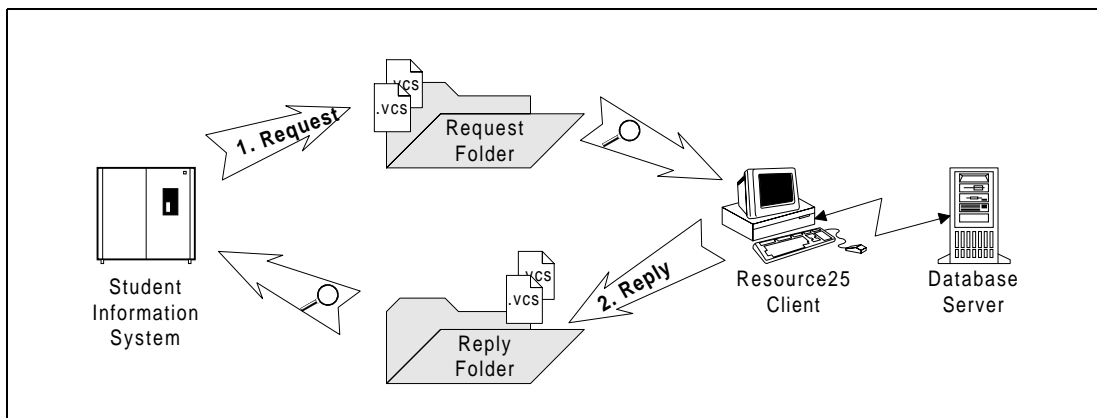 .VCS
.VCS
1. Request
Request
Folder
Student
Information
System
Resource25
Client
Database
Server
.VCS
.VCS
2. Reply
Reply
Folder